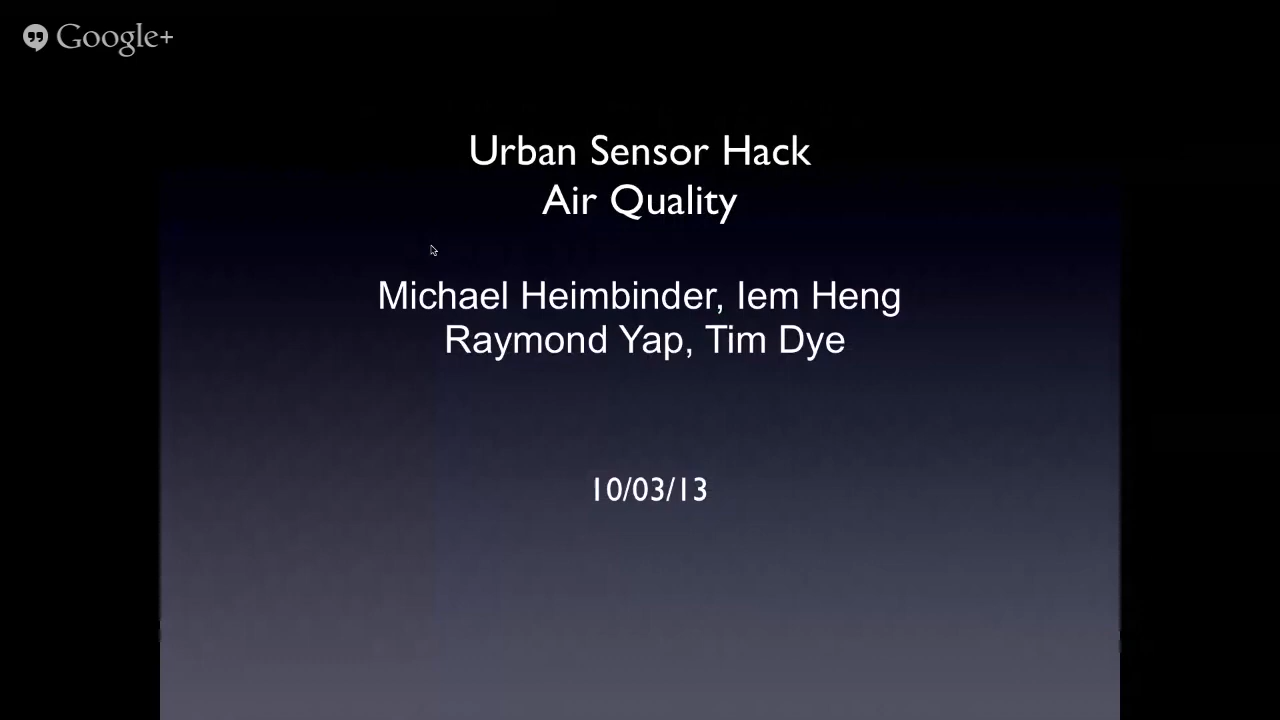 Google+
Urban Sensor Hack
Air Quality
Michael Heimbinder, Iem Heng
Raymond Yap, Tim Dye
10/03/13